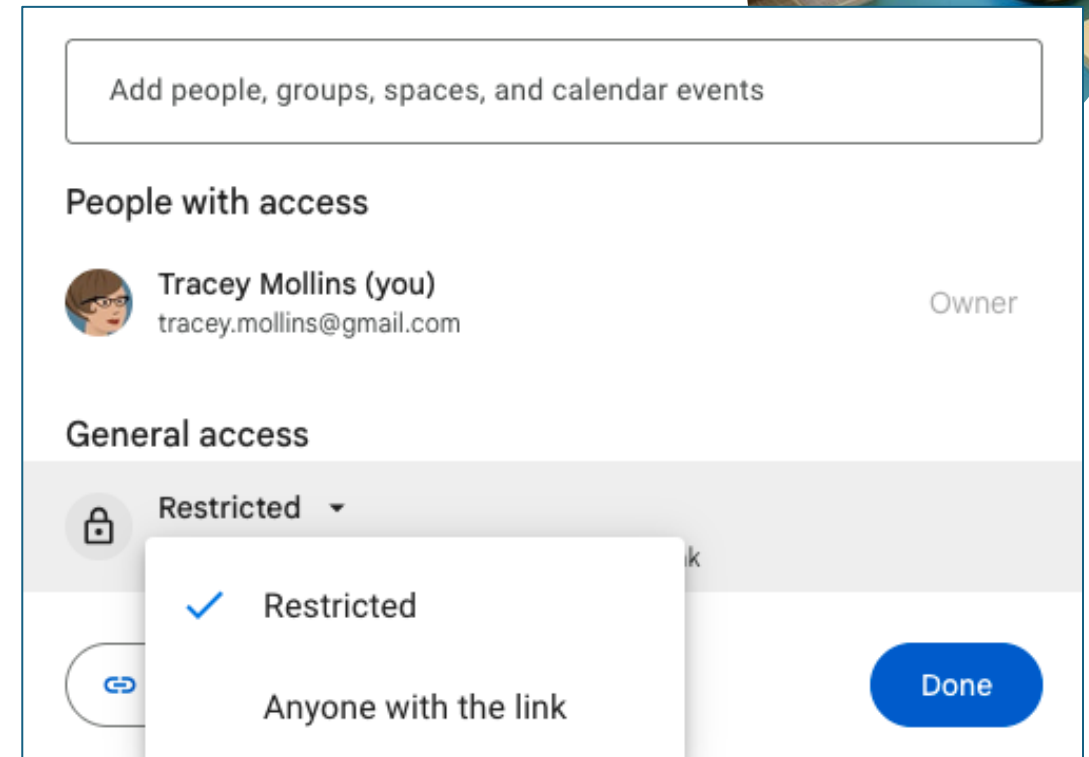 Add people, groups, spaces, and calendar events
People with access
Tracey Mollins (you)
tracey.mollins@gmail.com
Owner
General access
Restricted
Restricted
Anyone with the link
Done